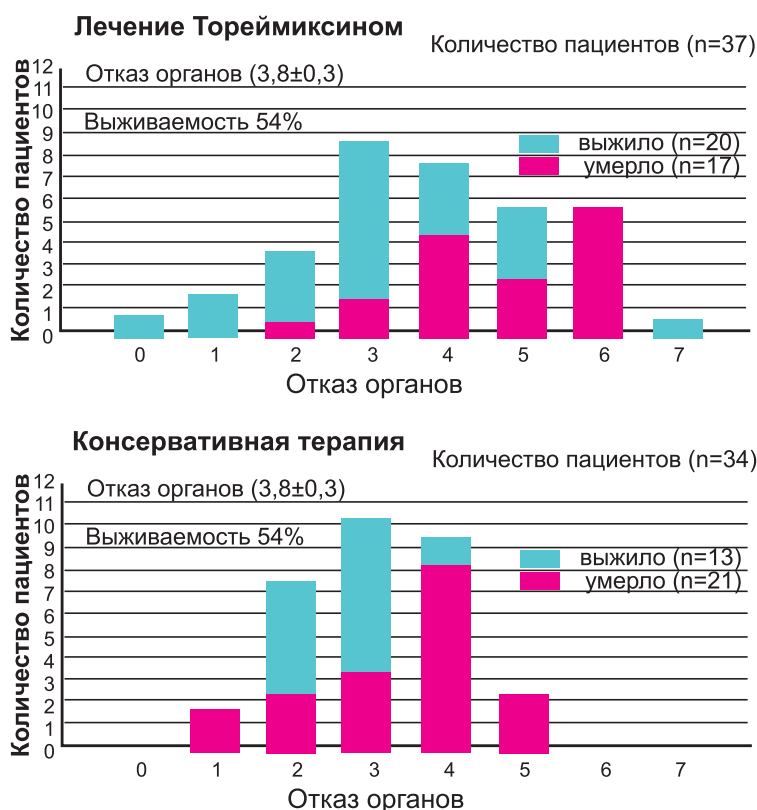 Лечение Тореймиксином
Количество пациентов (n=37)
Количество пациентов
12
11
10
9
8
7
6
5
4
3
2
1
0
Отказ органов (3,8±0,3)
Выживаемость 54%
выжило (n=20)
умерло (n=17)
0 1 2 3 4 5 6 7
Отказ органов
Консервативная терапия
Количество пациентов (n=34)
Количество пациентов
12
11
10
9
8
7
6
5
4
3
2
1
0
Отказ органов (3,8±0,3)
Выживаемость 54%
выжило (n=13)
умерло (n=21)
0 1 2 3 4 5 6 7
Отказ органов